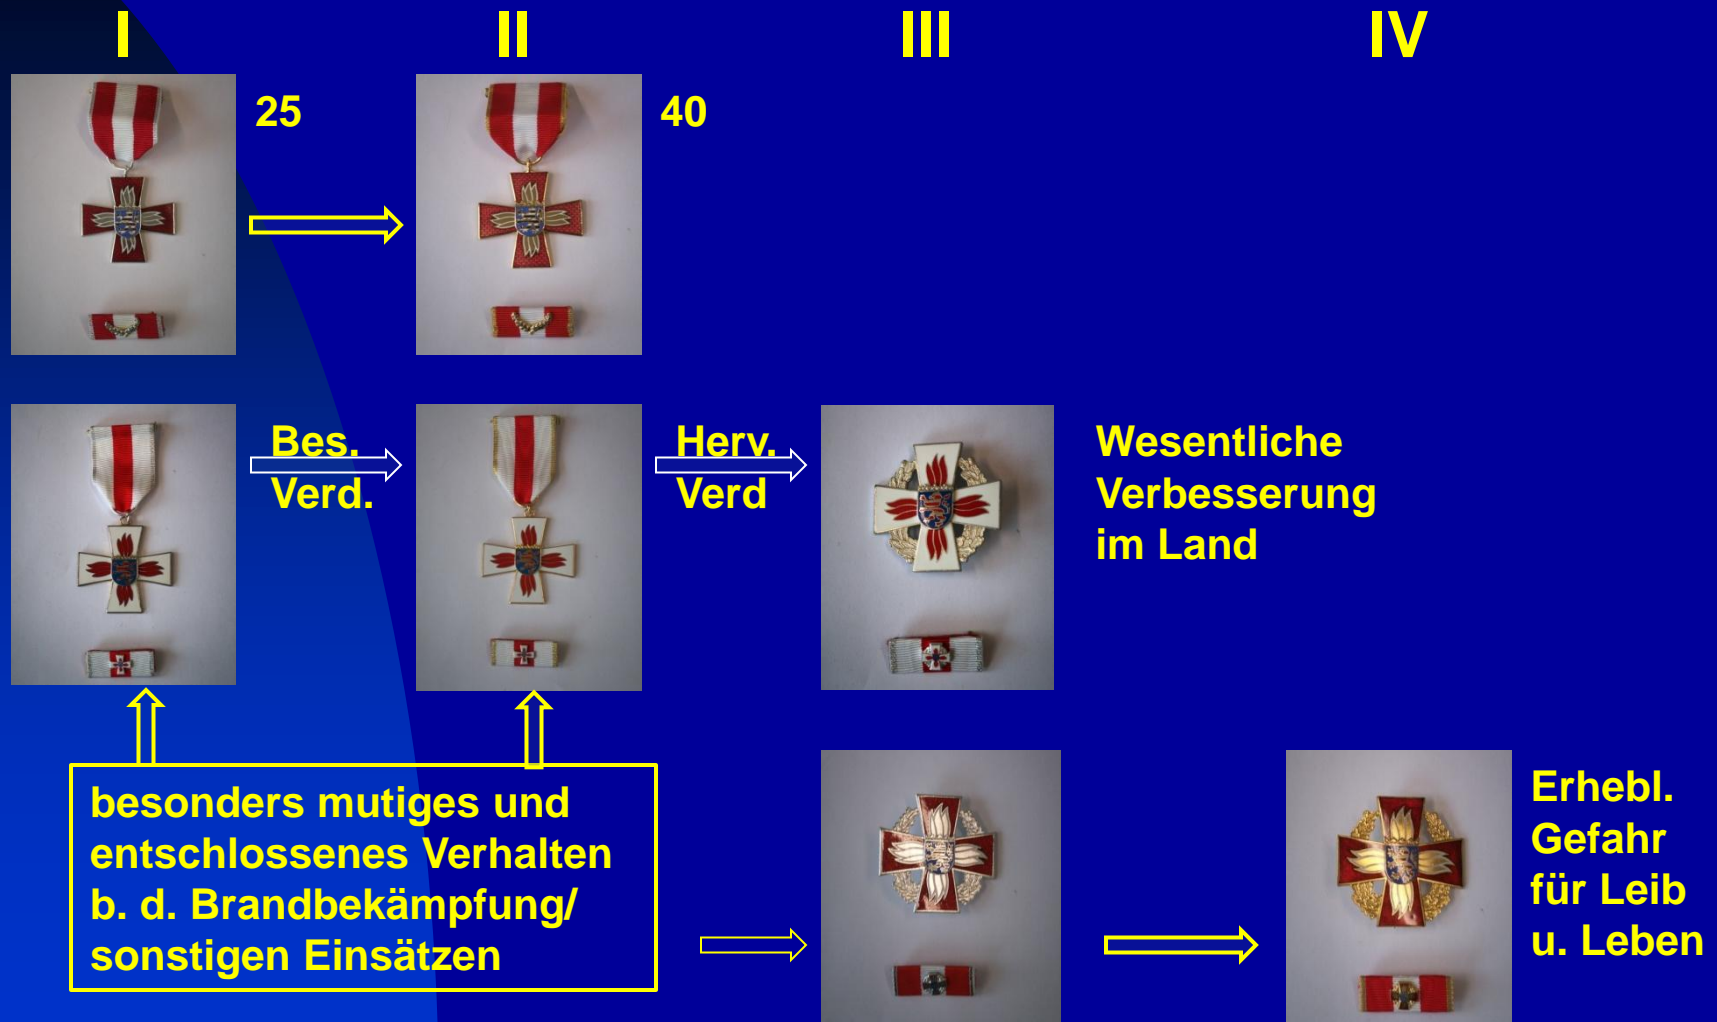 I
II
III
IV
25
40
Bes.
Verd.
Herv.
Verd
Wesentliche
Verbesserung
im Land
besonders mutiges und
entschlossenes Verhalten
b. d. Brandbekämpfung/
sonstigen Einsätzen
Erhebl.
Gefahr
für Leib
u. Leben